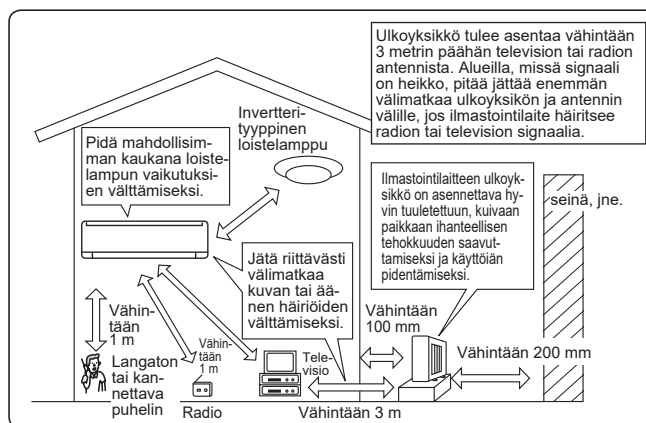 Ulkoyksikkö tulee asentaa vähintään
3 metrin päähän television tai radion
antennista. Alueilla, missä signaali
on heikko, pitää jättää enemmän
välimatkaa ulkoyksikön ja antennin
välille, jos ilmastointilaite häiritsee
radion tai television signaalia.
Invertteri-
tyyppinen
loistelamppu
Pidä mahdollisim-
man kaukana loiste-
lampun vaikutuksi-
en välttämiseksi.
Ilmastointilaitteen ulkoyk-
sikkö on asennettava hy-
vin tuuletettuun, kuivaan
paikkaan ihanteellisen
tehokkuuden saavut-
tamiseksi ja käyttöiän
pidentämiseksi.
seinä, jne.
Jätä riittävästi
välimatkaa
kuvan tai ää-
nen häiriöiden
välttämiseksi.
Vähin-
tään
1 m
Langaton
tai kan-
nettava
puhelin
Vähin-
tään
1 m
Radio
Tele-
visio
Vähintään 3 m
Vähintään
100 mm
Vähintään 200 mm